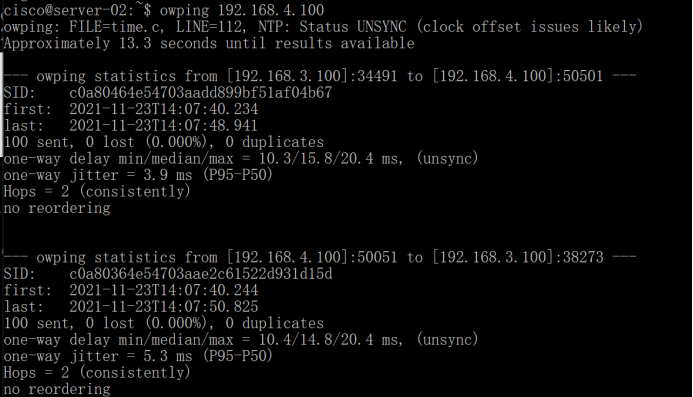 cisco@server-02:~$ owping 192.168.4.100
owping: FILE=time.c, LINE=112, NTP: Status UNSYNC (clock offset issues likely)
Approximately 13.3 seconds until results available
--- owping statistics from [192.168.3.100]:34491 to [192.168.4.100]:50501 ---
SID: c0a80464e54703aadd899bf51af04b67
first: 2021-11-23T14:07:40.234
last: 2021-11-23T14:07:48.941
100 sent, 0 lost (0.000%), 0 duplicates
one-way delay min/median/max = 10.3/15.8/20.4 ms, (unsync)
one-way jitter = 3.9 ms (P95-P50)
Hops = 2 (consistently)
no reordering
--- owping statistics from [192.168.4.100]:50051 to [192.168.3.100]:38273 ---
SID: c0a80364e54703aae2c61522d931d15d
first: 2021-11-23T14:07:40.244
last: 2021-11-23T14:07:50.825
100 sent, 0 lost (0.000%), 0 duplicates
one-way delay min/median/max = 10.4/14.8/20.4 ms, (unsync)
one-way jitter = 5.3 ms (P95-P50)
Hops = 2 (consistently)
no reordering